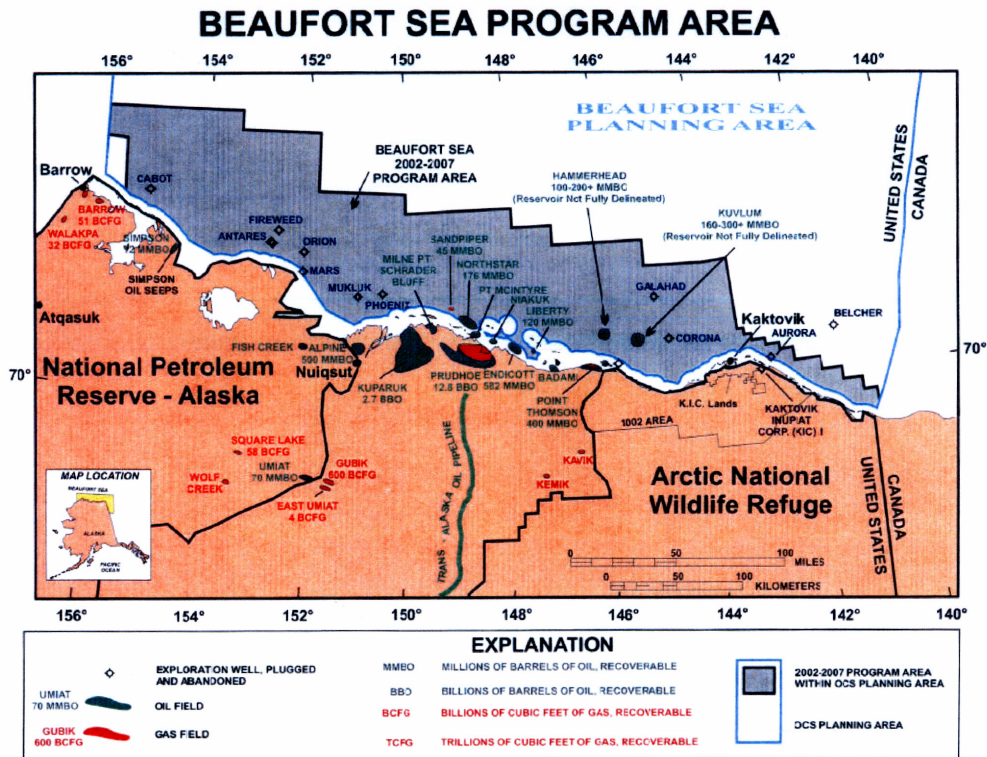 BEAUFORT SEA PROGRAM AREA
156° 154° 152° 150° 148° 146° 144° 142° 140°
BEAUFORT SEA
PLANNING AREA
BEAUFORT SEA
2002-2007
PROGRAM AREA
UNITED STATES
CANADA
Barrow
CABOT
BARROW
51 BCFG
WALAKPA
32 BCFG
SIMPSON
12 MMBO
SIMPSON
OIL SEEPS
FIREWEED
ANTARES
ORION
MARS
MUKLUK
PHOENIT
MILNE PT
SCHRADER
BLUFF
SANDPIPER
45 MMBO
NORTHSTAR
176 MMBO
PT MCINTYRE
NIAKUK
LIBERTY
120 MMBO
HAMMERHEAD
100-200+ MMBO
(Reservoir Not Fully Delineated)
KUVLUM
160-300+ MMBO
(Reservoir Not Fully Delineated)
GALAHAD
CORONA
Kaktovik
AURORA
BELCHER
70°
70°
Atqasuk
National Petroleum
Reserve - Alaska
FISH CREEK
ALPINE
500 MMBO
Nuiqsut
KUPARUK
2.7 BBO
PRUDHOE
12.8 BBO
ENDICOTT
582 MMBO
BADAMI
POINT
THOMSON
400 MMBO
K.I.C. Lands
1002 AREA
KAKTOVIK
INUPIAT
CORP. (KIC) I
SQUARE LAKE
58 BCFG
WOLF
CREEK
UMIAT
70 MMBO
GUBIK
600 BCFG
EAST UMIAT
4 BCFG
TRANS - ALASKA OIL PIPELINE
KAVIK
KEMIK
Arctic National
Wildlife Refuge
CANADA
UNITED STATES
MAP LOCATION
BEAUFORT SEA
ALASKA
PACIFIC
OCEAN
0 50 100
MILES
0 50 100
KILOMETERS
156° 154° 152° 150° 148° 146° 144° 142° 140°
EXPLANATION
EXPLORATION WELL, PLUGGED
AND ABANDONED
UMIAT
70 MMBO
OIL FIELD
GUBIK
600 BCFG
GAS FIELD
MMBO MILLIONS OF BARRELS OF OIL, RECOVERABLE
BBO BILLIONS OF BARRELS OF OIL, RECOVERABLE
BCFG BILLIONS OF CUBIC FEET OF GAS, RECOVERABLE
TCFG TRILLIONS OF CUBIC FEET OF GAS, RECOVERABLE
2002-2007 PROGRAM AREA
WITHIN OCS PLANNING AREA
OCS PLANNING AREA